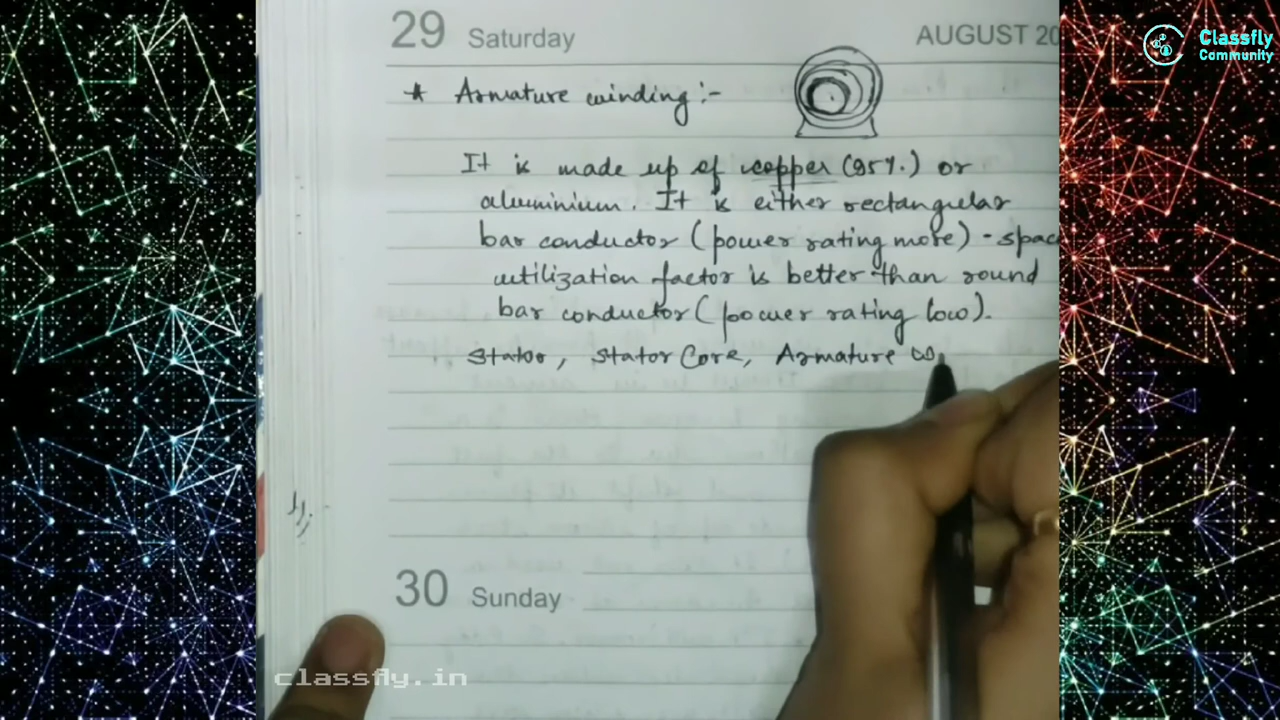 29 Saturday
AUGUST 20
Classfly
Community
* Armature winding :-
It is made up of copper (95%.) or
aluminium. It is either rectangular
bar conductor (power rating more) - spac
utilization factor is better than round
bar conductor (power rating low).
Stator, Stator Core, Armature w
30 Sunday
classfly.in